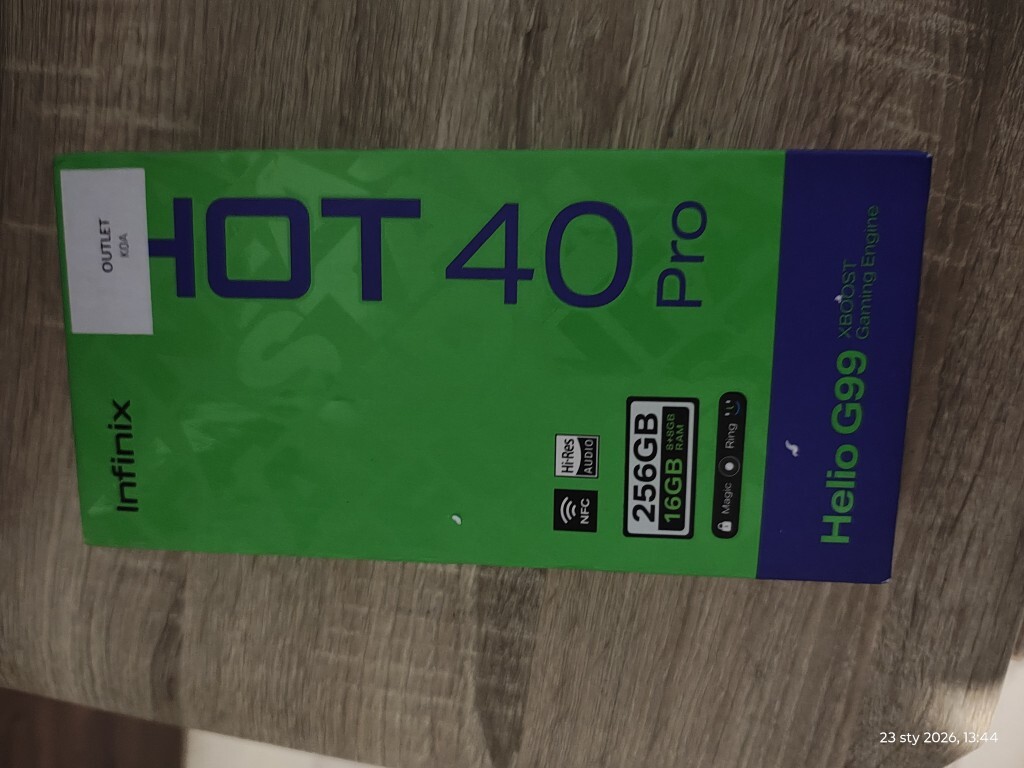 OUTLET
KOA
Infinix
HOT 40
Pro
Hi-Res
AUDIO
NFC
256GB
16GB 8+8GB
RAM
Magic Ring
Helio G99 XBOOST
Gaming Engine
23 sty 2026, 13:44